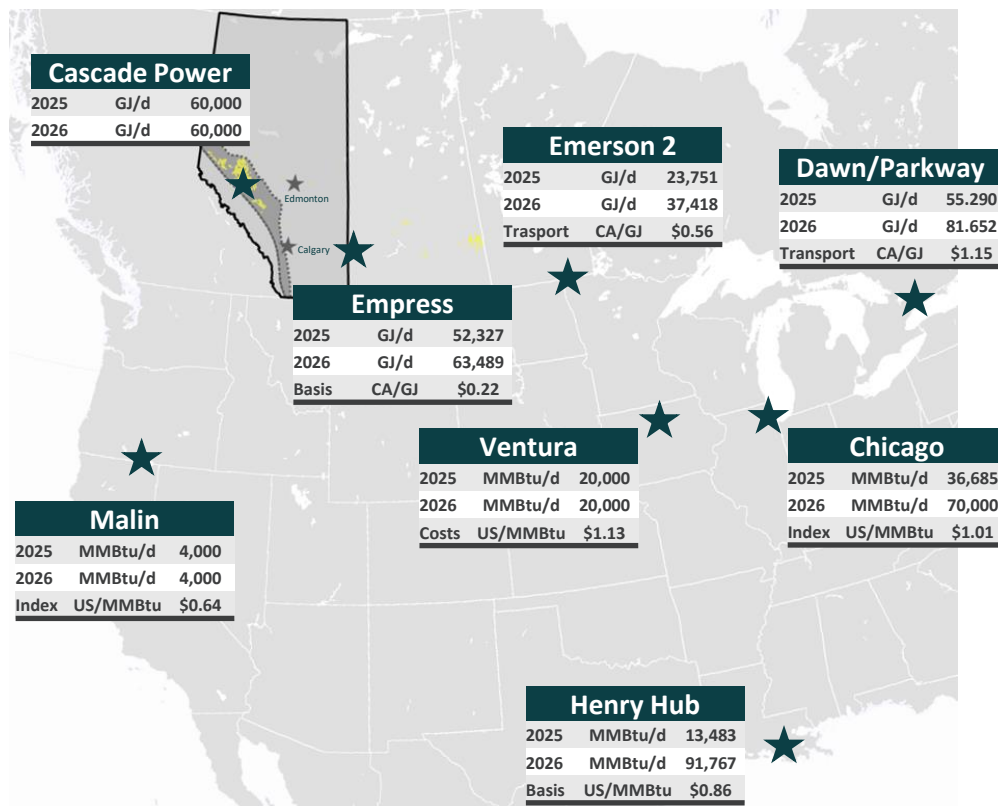 Cascade Power
2025 GJ/d 60,000
2026 GJ/d 60,000
Edmonton
Calgary
Emerson 2
2025 GJ/d 23,751
2026 GJ/d 37,418
Trasport CA/GJ $0.56
Dawn/Parkway
2025 GJ/d 55.290
2026 GJ/d 81.652
Transport CA/GJ $1.15
Empress
2025 GJ/d 52,327
2026 GJ/d 63,489
Basis CA/GJ $0.22
Ventura
2025 MMBtu/d 20,000
2026 MMBtu/d 20,000
Costs US/MMBtu $1.13
Chicago
2025 MMBtu/d 36,685
2026 MMBtu/d 70,000
Index US/MMBtu $1.01
Malin
2025 MMBtu/d 4,000
2026 MMBtu/d 4,000
Index US/MMBtu $0.64
Henry Hub
2025 MMBtu/d 13,483
2026 MMBtu/d 91,767
Basis US/MMBtu $0.86